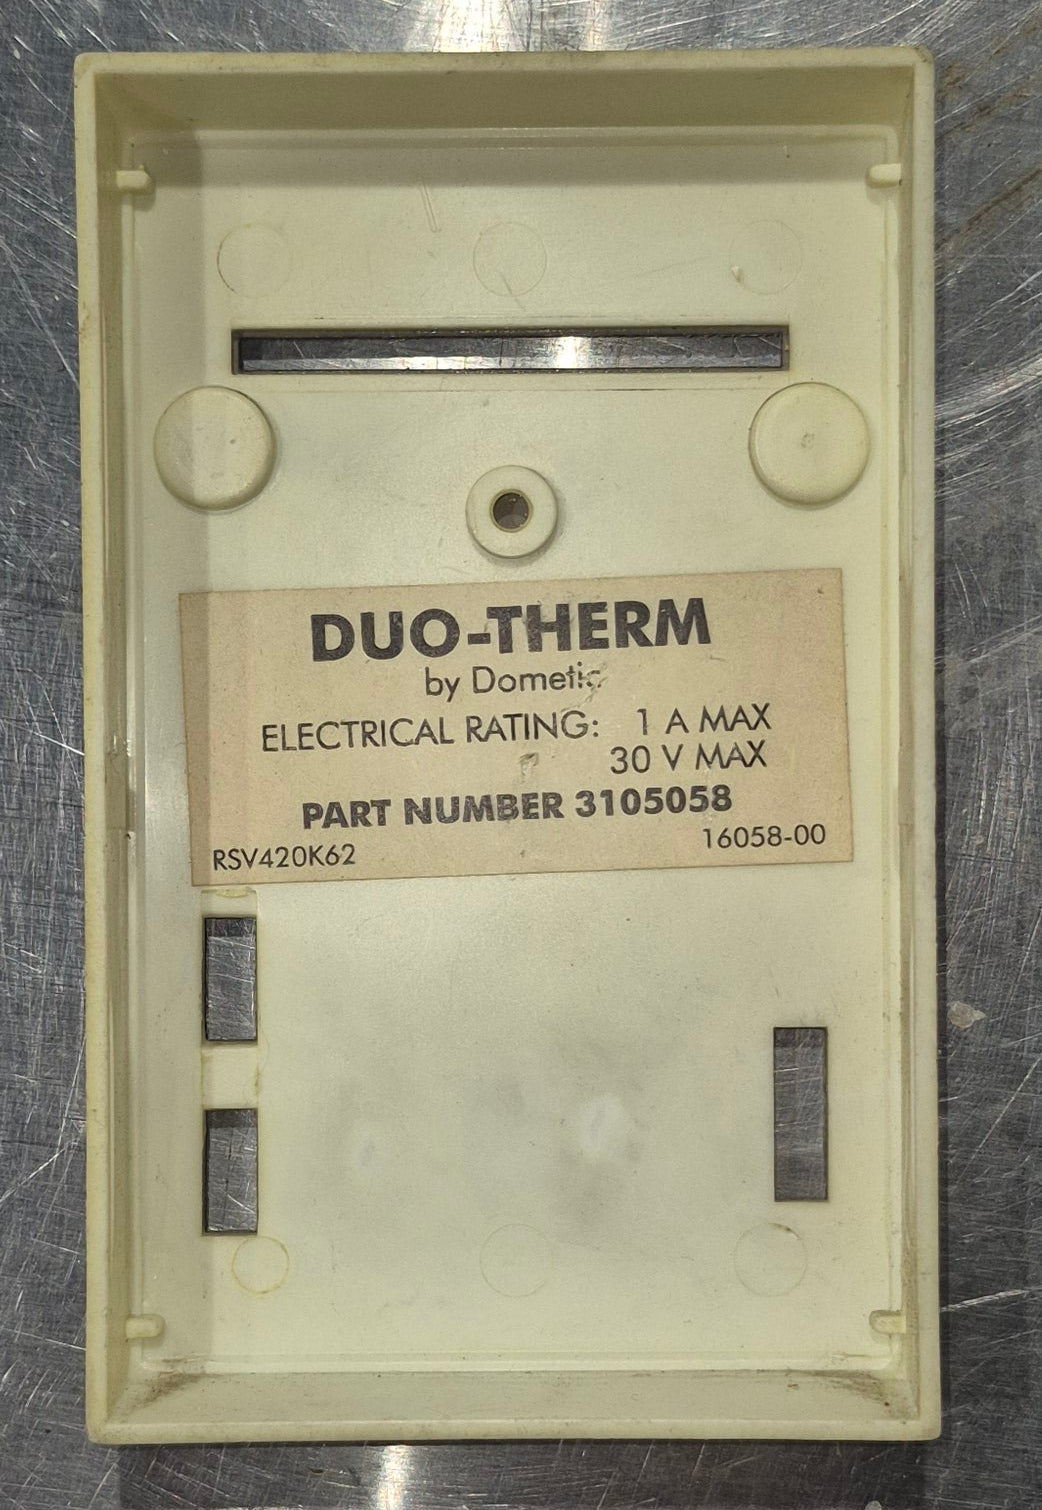 DUO-THERM
by Dometic
ELECTRICAL RATING: 1 A MAX
30 V MAX
PART NUMBER 3105058
RSV420K62 16058-00